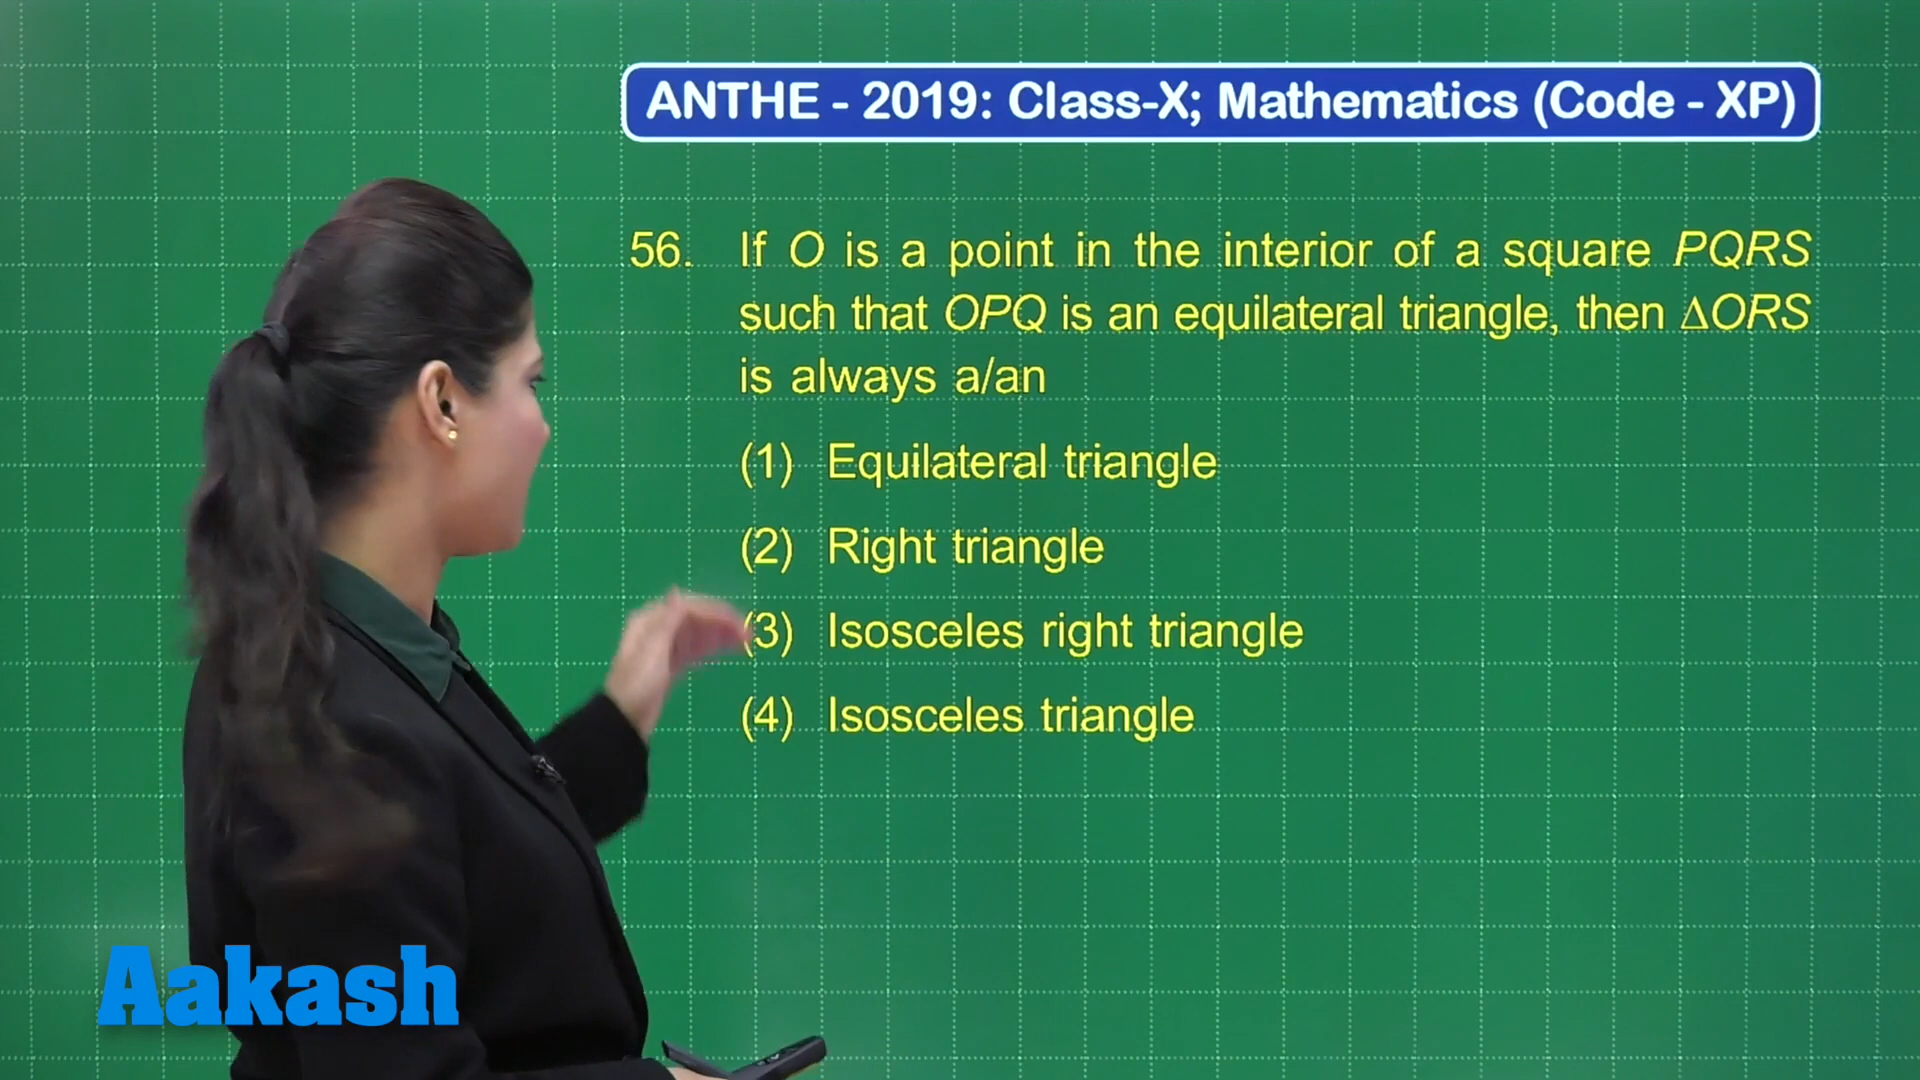 ANTHE - 2019: Class-X; Mathematics (Code - XP)
56. If O is a point in the interior of a square PQRS
such that OPQ is an equilateral triangle, then ΔORS
is always a/an
(1) Equilateral triangle
(2) Right triangle
(3) Isosceles right triangle
(4) Isosceles triangle
Aakash